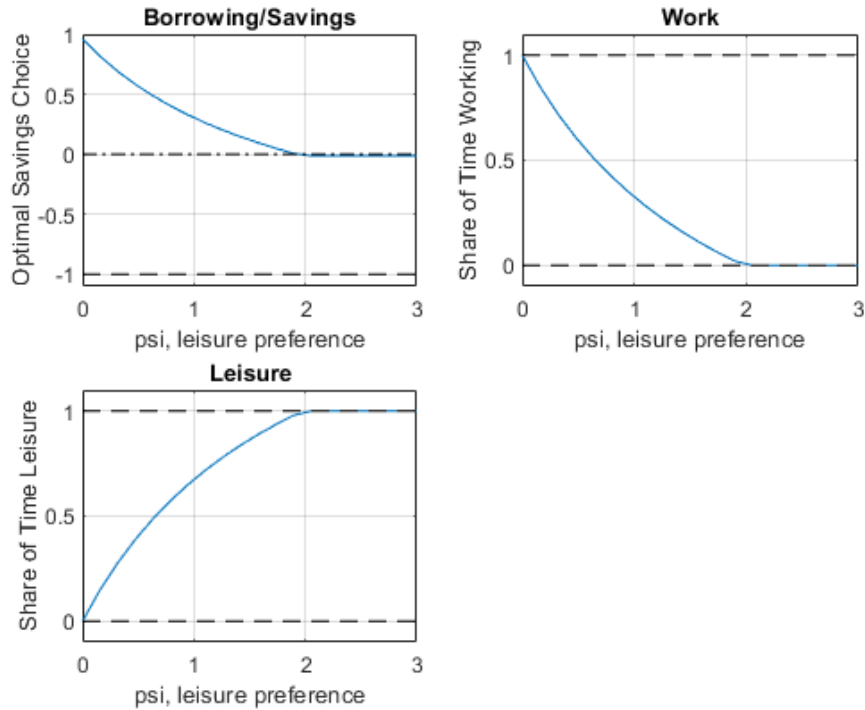 Borrowing/Savings
Optimal Savings Choice
1
0.5
0
-0.5
-1
0 1 2 3
psi, leisure preference
Work
Share of Time Working
1
0.5
0
0 1 2 3
psi, leisure preference
Leisure
Share of Time Leisure
1
0.5
0
0 1 2 3
psi, leisure preference